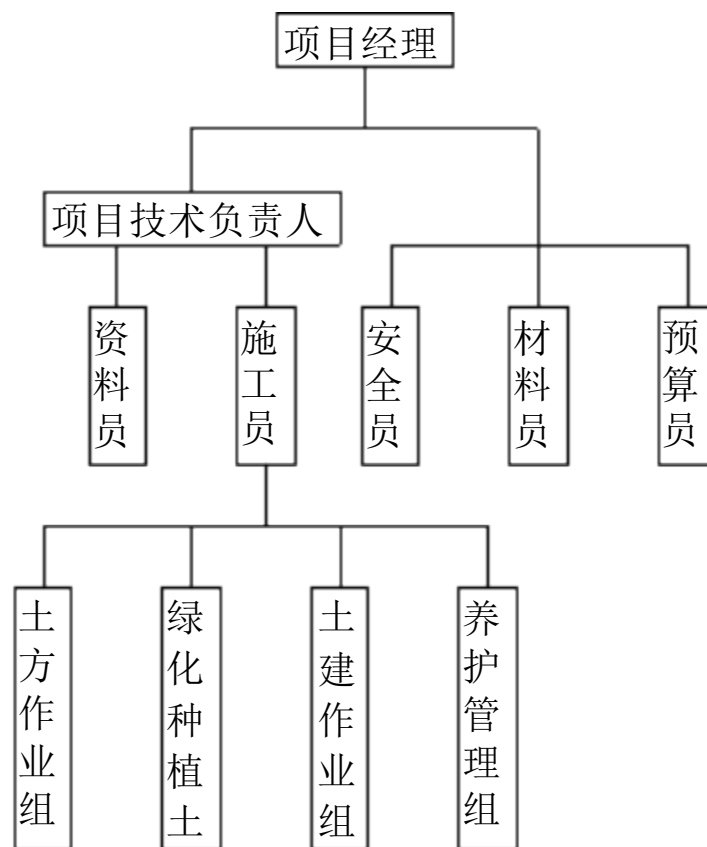 项目经理
项目技术负责人
资料员
施工员
安全员
材料员
预算员
土方作业组
绿化种植土
土建作业组
养护管理组